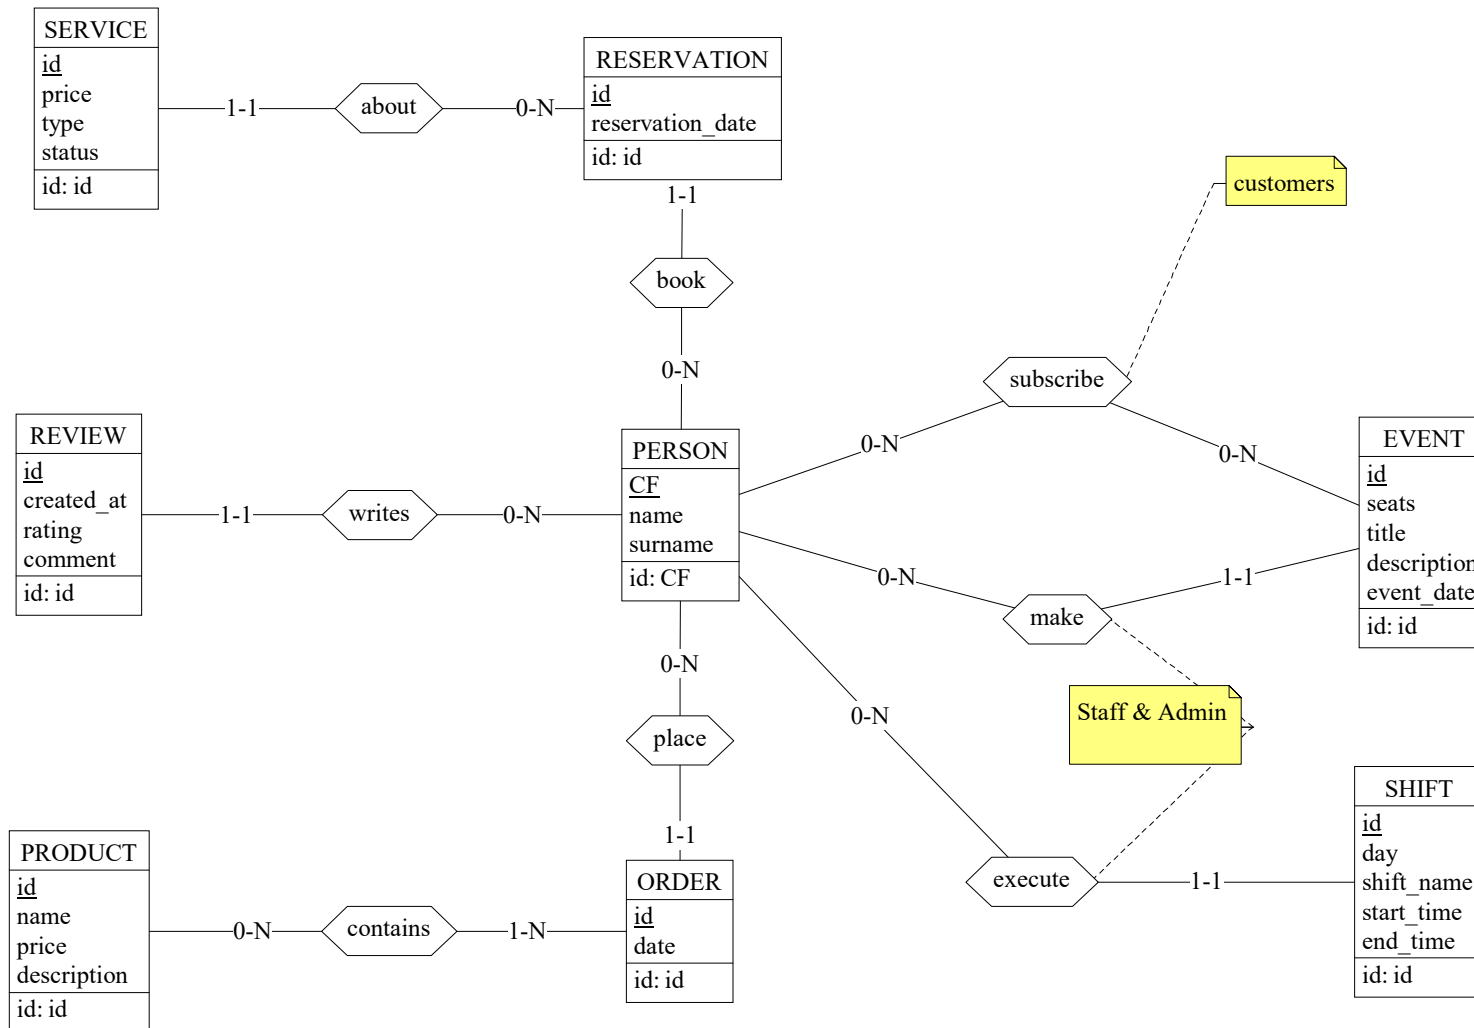 SERVICE
id
price
type
status
id: id
1-1
about
0-N
RESERVATION
id
reservation_date
id: id
1-1
book
0-N
customers
subscribe
0-N
0-N
REVIEW
id
created_at
rating
comment
id: id
1-1
writes
0-N
PERSON
CF
name
surname
id: CF
EVENT
id
seats
title
description
event_date
id: id
0-N
make
1-1
Staff & Admin
0-N
execute
1-1
SHIFT
id
day
shift_name
start_time
end_time
id: id
0-N
place
1-1
PRODUCT
id
name
price
description
id: id
0-N
contains
1-N
ORDER
id
date
id: id